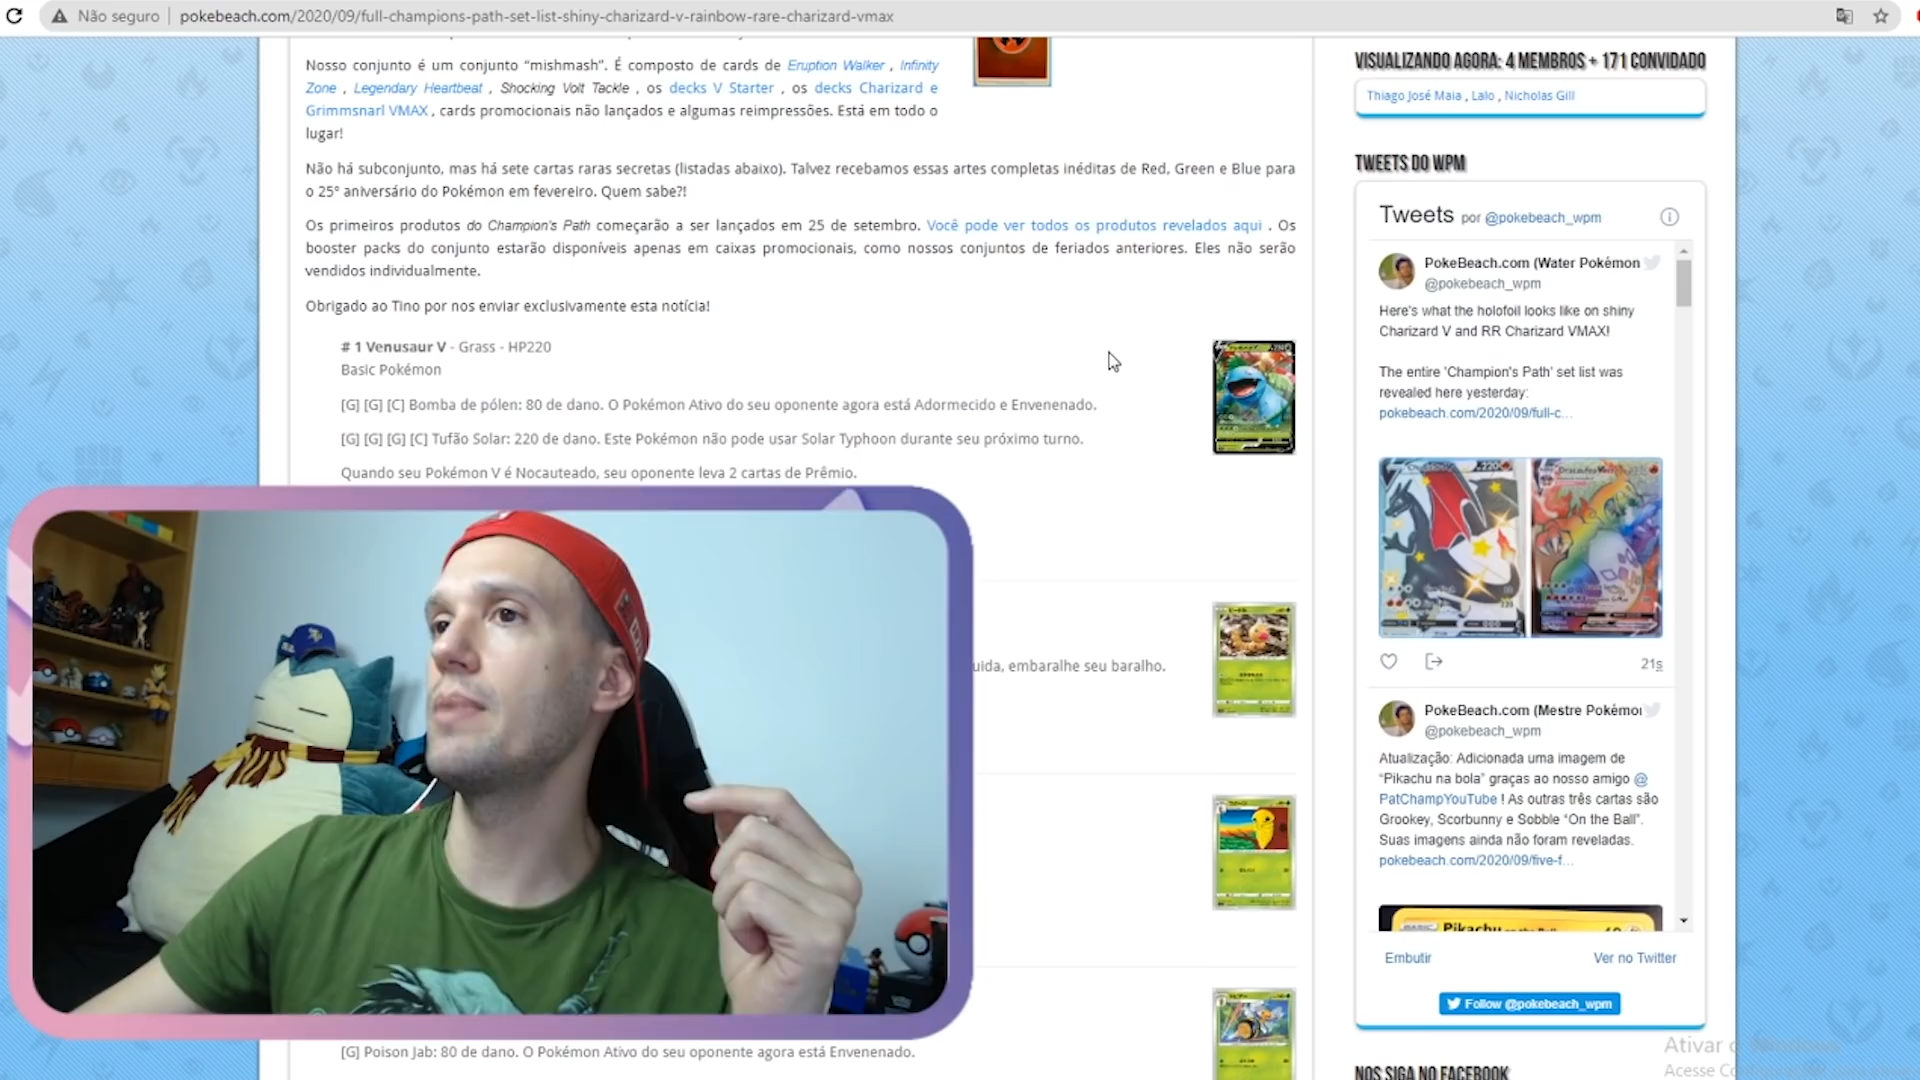 Não seguro
pokebeach.com/2020/09/full-champions-path-set-list-shiny-charizard-v-rainbow-rare-charizard-vmax
Nosso conjunto é um conjunto “mishmash”. É composto de cards de Eruption Walker , Infinity
Zone , Legendary Heartbeat , Shocking Volt Tackle , os decks V Starter , os decks Charizard e
Grimmsnarl VMAX , cards promocionais não lançados e algumas reimpressões. Está em todo o
lugar!
Não há subconjunto, mas há sete cartas raras secretas (listadas abaixo). Talvez recebamos essas artes completas inéditas de Red, Green e Blue para
o 25º aniversário do Pokémon em fevereiro. Quem sabe?!
Os primeiros produtos do Champion's Path começarão a ser lançados em 25 de setembro. Você pode ver todos os produtos revelados aqui . Os
booster packs do conjunto estarão disponíveis apenas em caixas promocionais, como nossos conjuntos de feriados anteriores. Eles não serão
vendidos individualmente.
Obrigado ao Tino por nos enviar exclusivamente esta notícia!
# 1 Venusaur V - Grass - HP220
Basic Pokémon
[G] [G] [C] Bomba de pólen: 80 de dano. O Pokémon Ativo do seu oponente agora está Adormecido e Envenenado.
[G] [G] [G] [C] Tufão Solar: 220 de dano. Este Pokémon não pode usar Solar Typhoon durante seu próximo turno.
Quando seu Pokémon V é Nocauteado, seu oponente leva 2 cartas de Prêmio.
uida, embaralhe seu baralho.
[G] Poison Jab: 80 de dano. O Pokémon Ativo do seu oponente agora está Envenenado.
VISUALIZANDO AGORA: 4 MEMBROS + 171 CONVIDADO
Thiago José Maia , Lalo , Nicholas Gill
TWEETS DO WPM
Tweets por @pokebeach_wpm
PokeBeach.com (Water Pokémon
@pokebeach_wpm
Here's what the holofoil looks like on shiny
Charizard V and RR Charizard VMAX!
The entire 'Champion's Path' set list was
revealed here yesterday:
pokebeach.com/2020/09/full-c…
21s
PokeBeach.com (Mestre Pokémon
@pokebeach_wpm
Atualização: Adicionada uma imagem de
“Pikachu na bola” graças ao nosso amigo @
PatChampYouTube ! As outras três cartas são
Grookey, Scorbunny e Sobble “On the Ball”.
Suas imagens ainda não foram reveladas.
pokebeach.com/2020/09/five-f…
BASIC Pikachu on the Ball
Embutir
Ver no Twitter
Follow @pokebeach_wpm
Ativar o Windows
NOS SIGA NO FACEBOOK